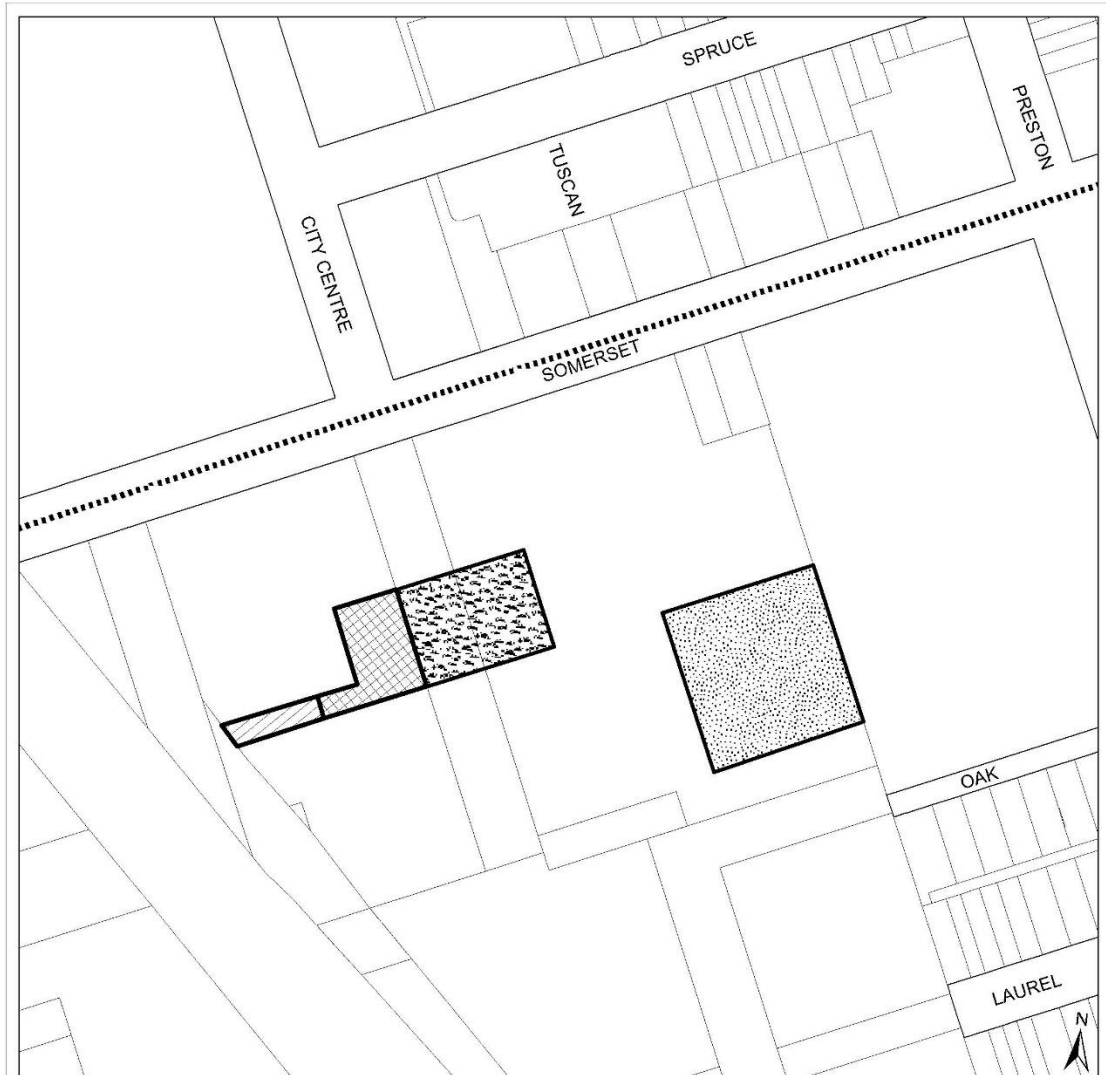 SPRUCE
PRESTON
TUSCAN
CITY CENTRE
SOMERSET
OAK
LAUREL
N